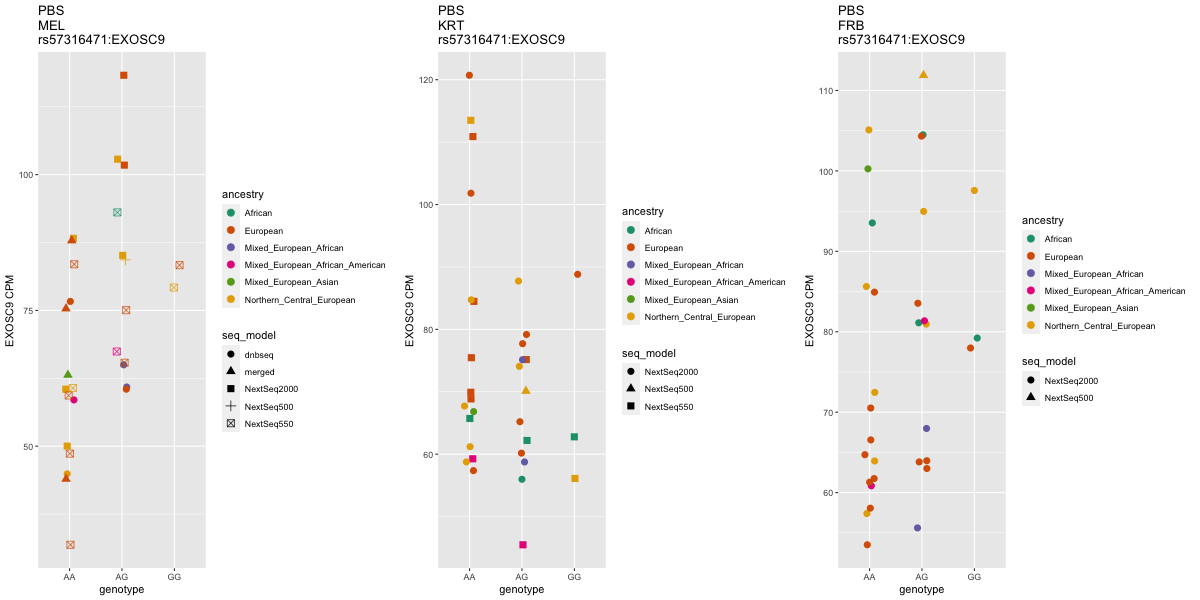 PBS
MEL
rs57316471:EXOSC9
EXOSC9 CPM
100
75
50
AA
AG
GG
genotype
ancestry
African
European
Mixed_European_African
Mixed_European_African_American
Mixed_European_Asian
Northern_Central_European
seq_model
dnbseq
merged
NextSeq2000
NextSeq500
NextSeq550
PBS
KRT
rs57316471:EXOSC9
EXOSC9 CPM
120
100
80
60
AA
AG
GG
genotype
ancestry
African
European
Mixed_European_African
Mixed_European_African_American
Mixed_European_Asian
Northern_Central_European
seq_model
NextSeq2000
NextSeq500
NextSeq550
PBS
FRB
rs57316471:EXOSC9
EXOSC9 CPM
110
100
90
80
70
60
AA
AG
GG
genotype
ancestry
African
European
Mixed_European_African
Mixed_European_African_American
Mixed_European_Asian
Northern_Central_European
seq_model
NextSeq2000
NextSeq500